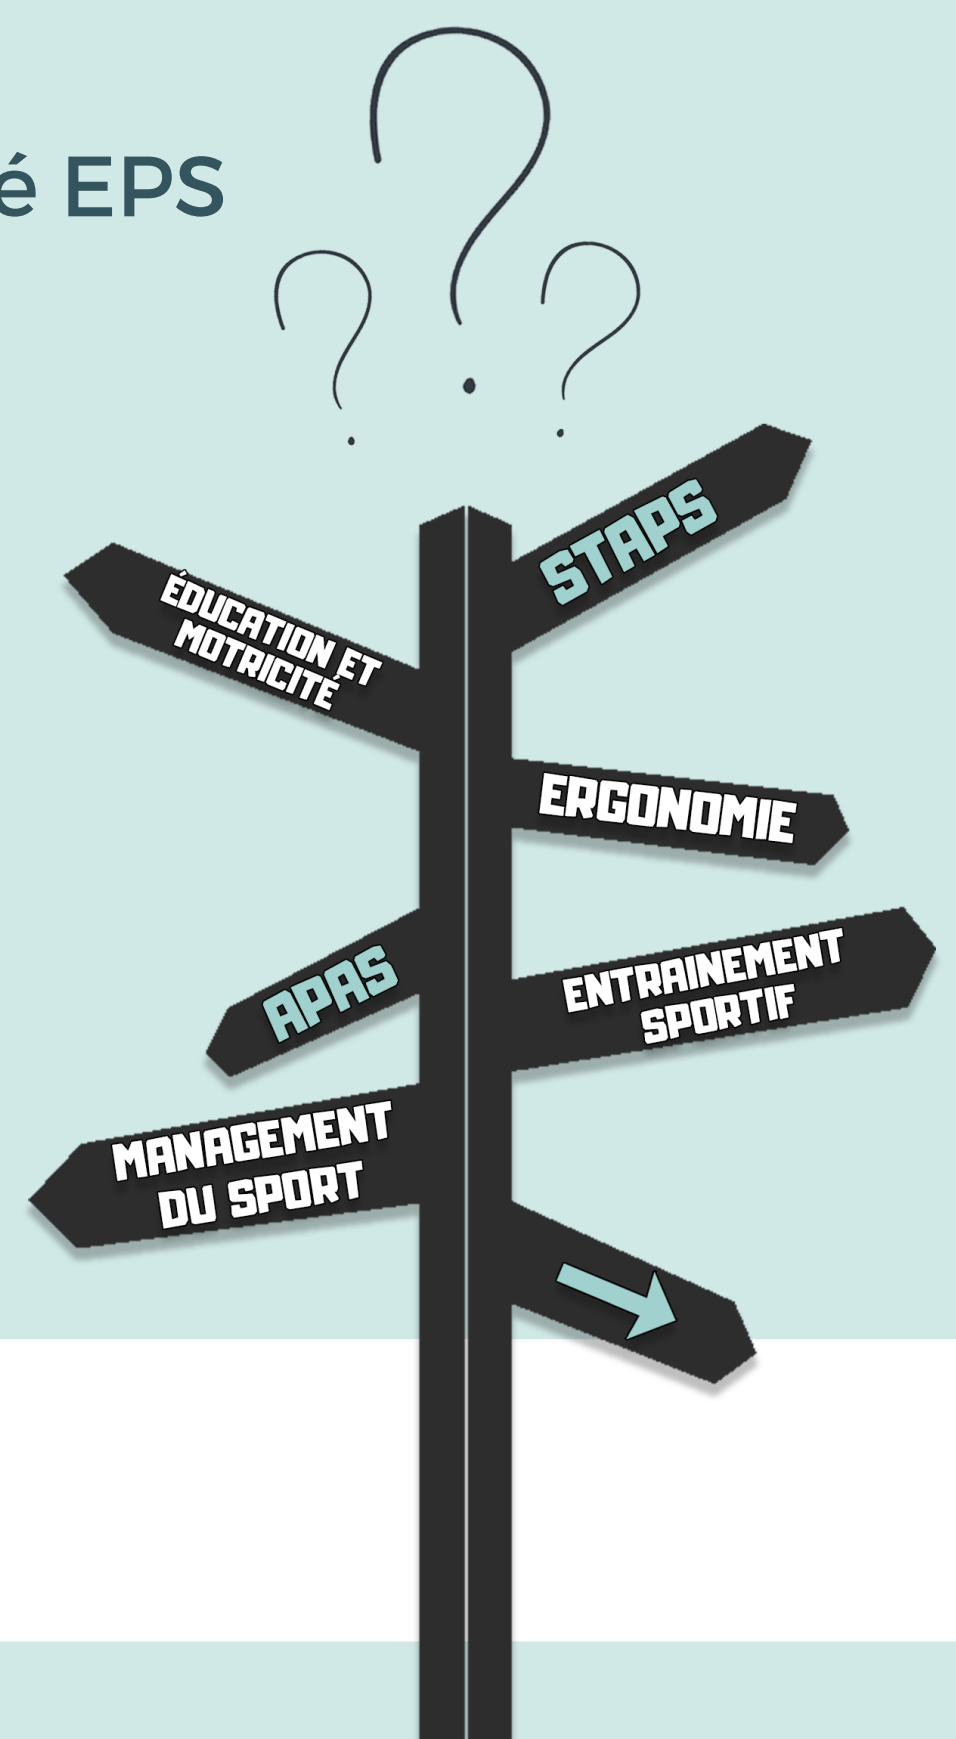 é EPS
STAPS
ÉDUCATION ET
MOTRICITÉ
ERGONOMIE
APAS
ENTRAINEMENT
SPORTIF
MANAGEMENT
DU SPORT